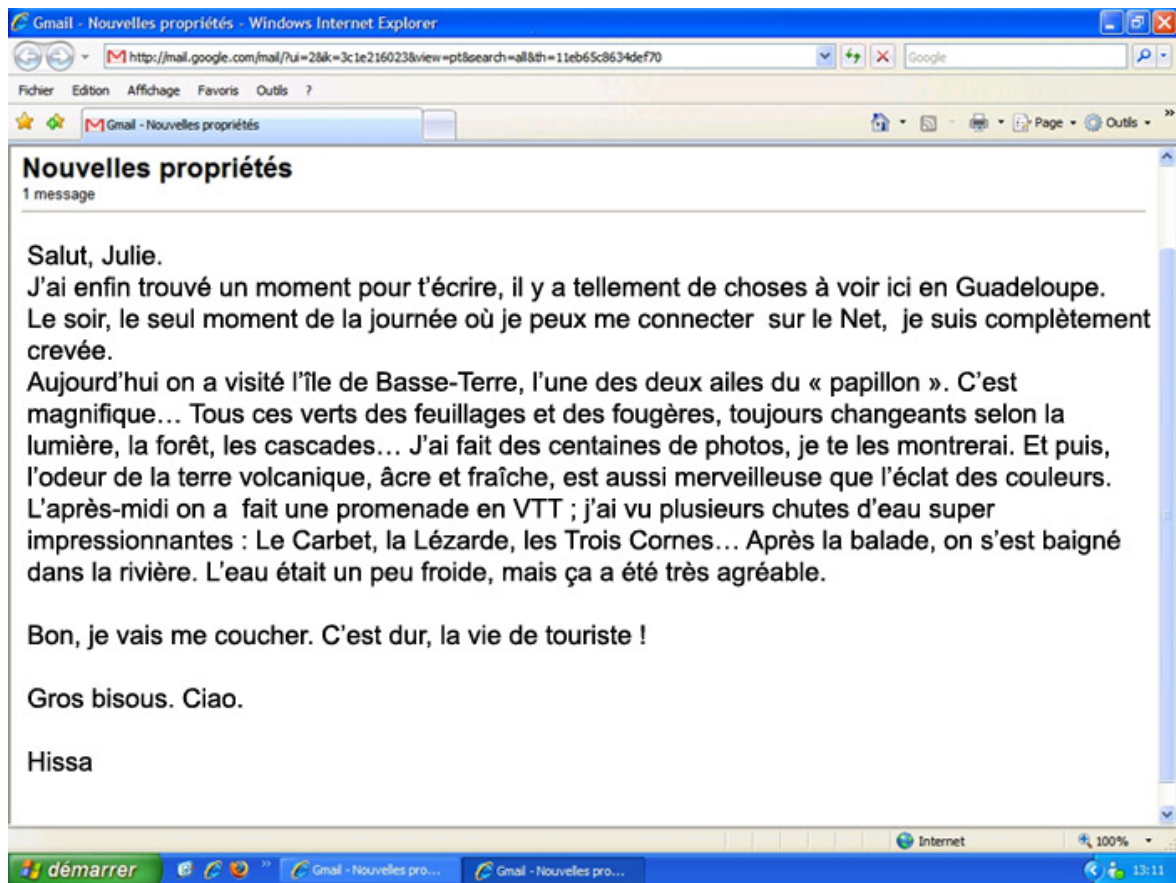 Gmail - Nouvelles propriétés - Windows Internet Explorer
http://mail.google.com/mail/?ui=2&ik=3c1e216023&view=pt&search=all&th=11eb65c8634def70
Google
Fichier Edition Affichage Favoris Outils ?
Gmail - Nouvelles propriétés
Page Outils »
Nouvelles propriétés
1 message
Salut, Julie.
J'ai enfin trouvé un moment pour t'écrire, il y a tellement de choses à voir ici en Guadeloupe.
Le soir, le seul moment de la journée où je peux me connecter sur le Net, je suis complètement
crevée.
Aujourd'hui on a visité l'île de Basse-Terre, l'une des deux ailes du « papillon ». C'est
magnifique… Tous ces verts des feuillages et des fougères, toujours changeants selon la
lumière, la forêt, les cascades… J'ai fait des centaines de photos, je te les montrerai. Et puis,
l'odeur de la terre volcanique, âcre et fraîche, est aussi merveilleuse que l'éclat des couleurs.
L'après-midi on a fait une promenade en VTT ; j'ai vu plusieurs chutes d'eau super
impressionnantes : Le Carbet, la Lézarde, les Trois Cornes… Après la balade, on s'est baigné
dans la rivière. L'eau était un peu froide, mais ça a été très agréable.
Bon, je vais me coucher. C'est dur, la vie de touriste !
Gros bisous. Ciao.
Hissa
Internet 100%
démarrer » Gmail - Nouvelles pro... Gmail - Nouvelles pro... 13:11